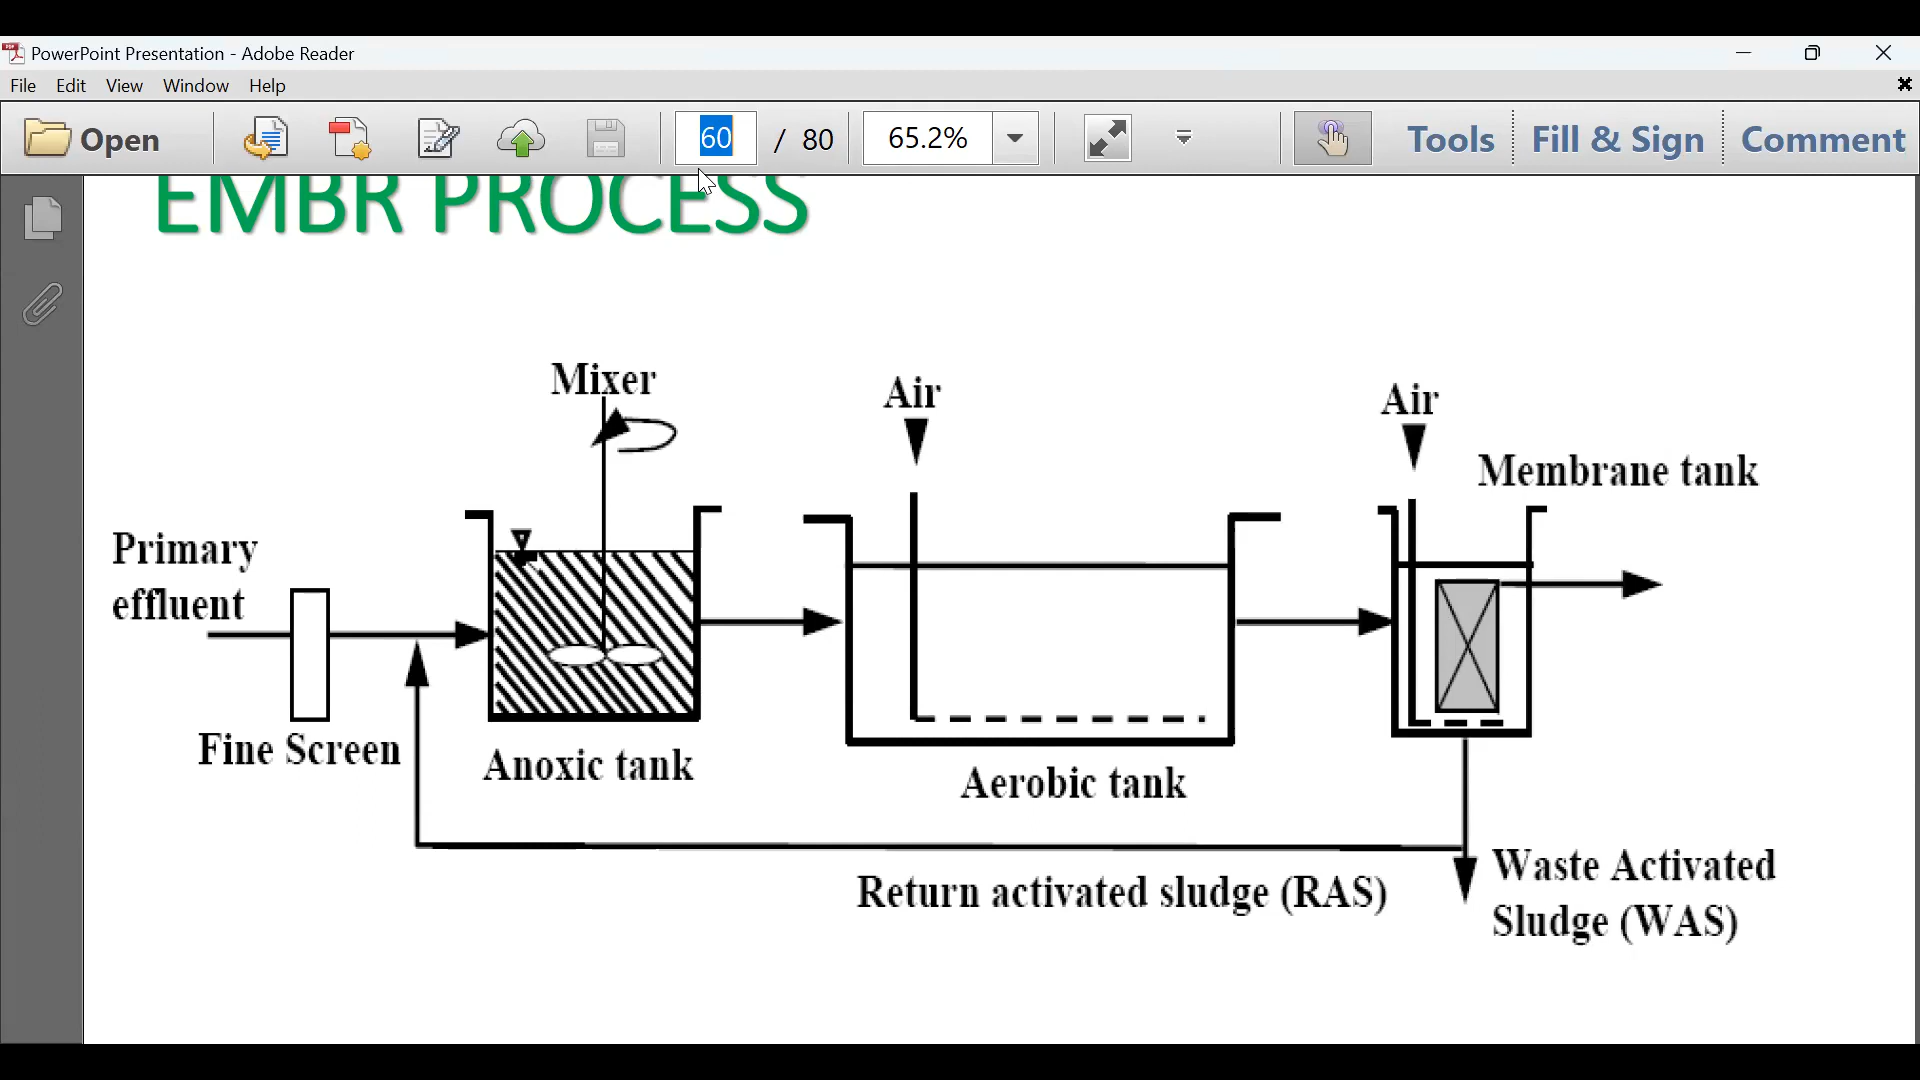 PowerPoint Presentation - Adobe Reader
File Edit View Window Help
Open 60 / 80 65.2% Tools Fill & Sign Comment
EMBR PROCESS
Mixer
Air
Air
Membrane tank
Primary
effluent
Fine Screen
Anoxic tank
Aerobic tank
Return activated sludge (RAS)
Waste Activated
Sludge (WAS)